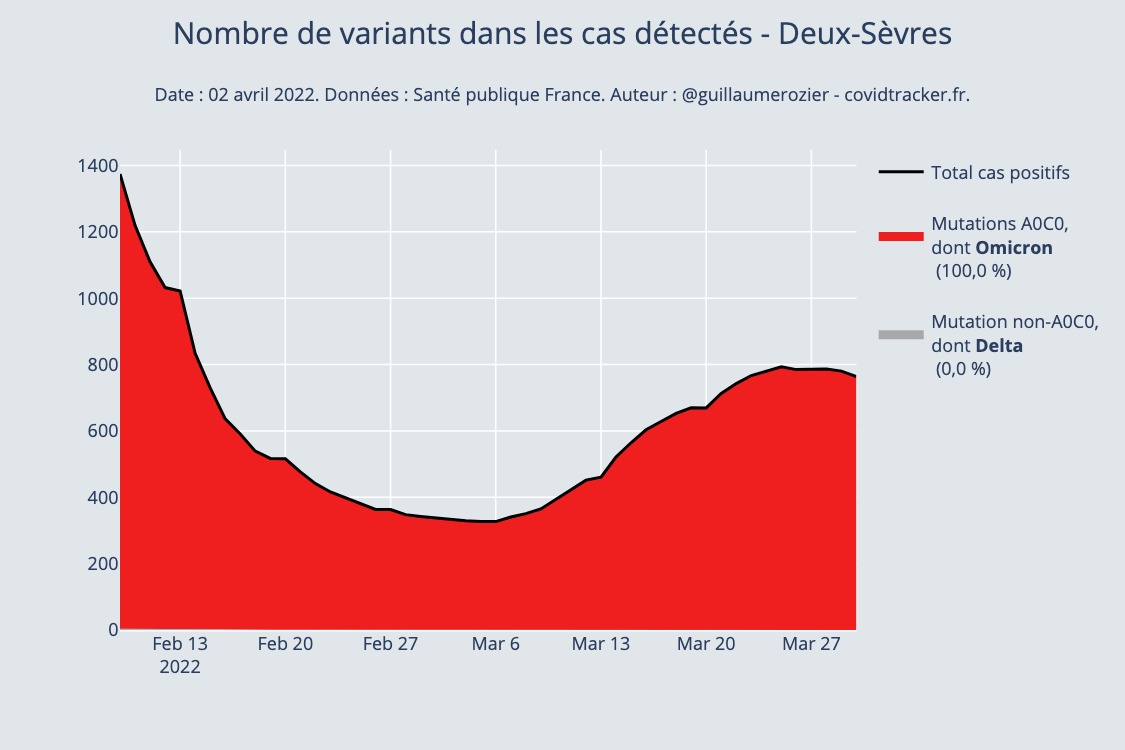 Nombre de variants dans les cas détectés - Deux-Sèvres
Date : 02 avril 2022. Données : Santé publique France. Auteur : @guillaumerozier - covidtracker.fr.
1400
1200
1000
800
600
400
200
0
Feb 13
2022
Feb 20
Feb 27
Mar 6
Mar 13
Mar 20
Mar 27
Total cas positifs
Mutations A0C0,
dont Omicron
(100,0 %)
Mutation non-A0C0,
dont Delta
(0,0 %)